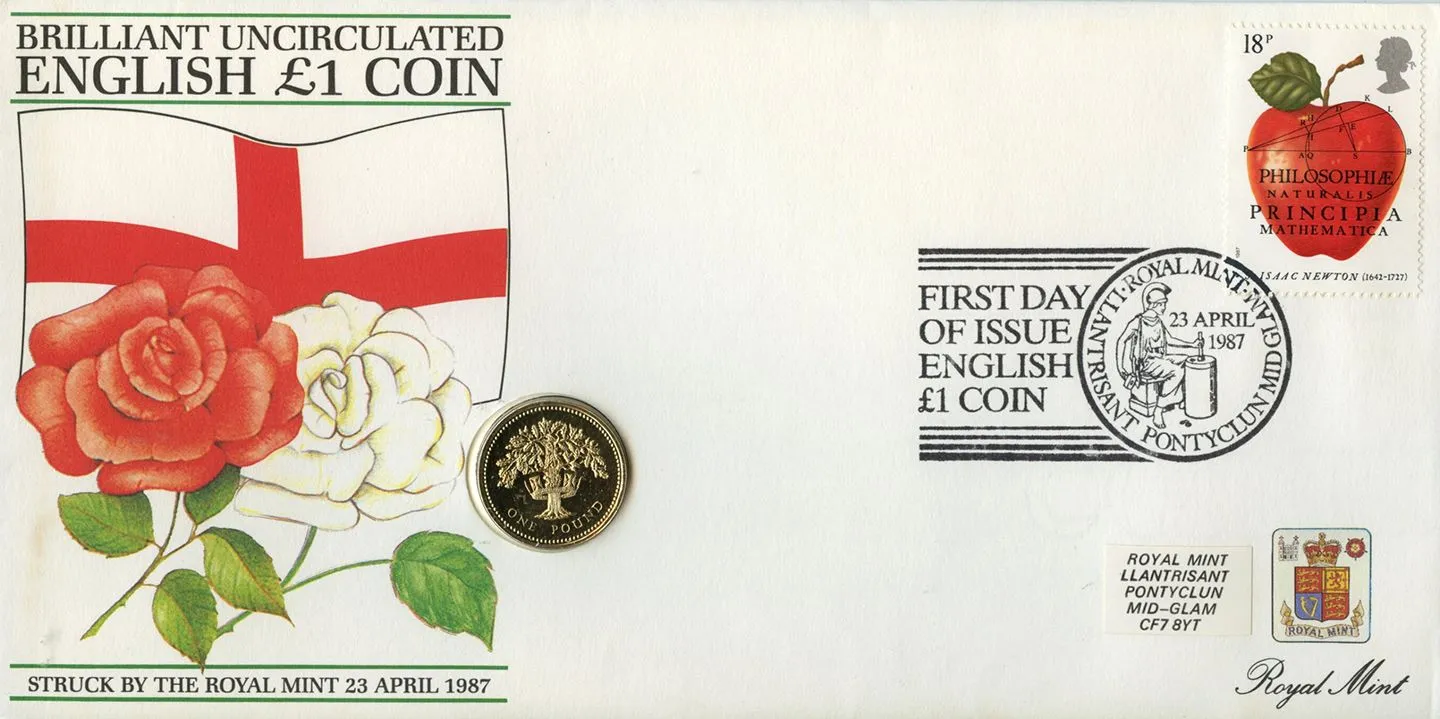 BRILLIANT UNCIRCULATED
ENGLISH £1 COIN
STRUCK BY THE ROYAL MINT 23 APRIL 1987
ONE POUND
FIRST DAY
OF ISSUE
ENGLISH
£1 COIN
·ROYAL MINT·
LLANTRISANT PONTYCLUN MID GLAM
23 APRIL
1987
18P
K
L
D
R
H
I
F
E
P
A
Q
S
B
PHILOSOPHIÆ
NATURALIS
PRINCIPIA
MATHEMATICA
1987
ISAAC NEWTON (1642-1727)
ROYAL MINT
LLANTRISANT
PONTYCLUN
MID-GLAM
CF7 8YT
ROYAL MINT
Royal Mint